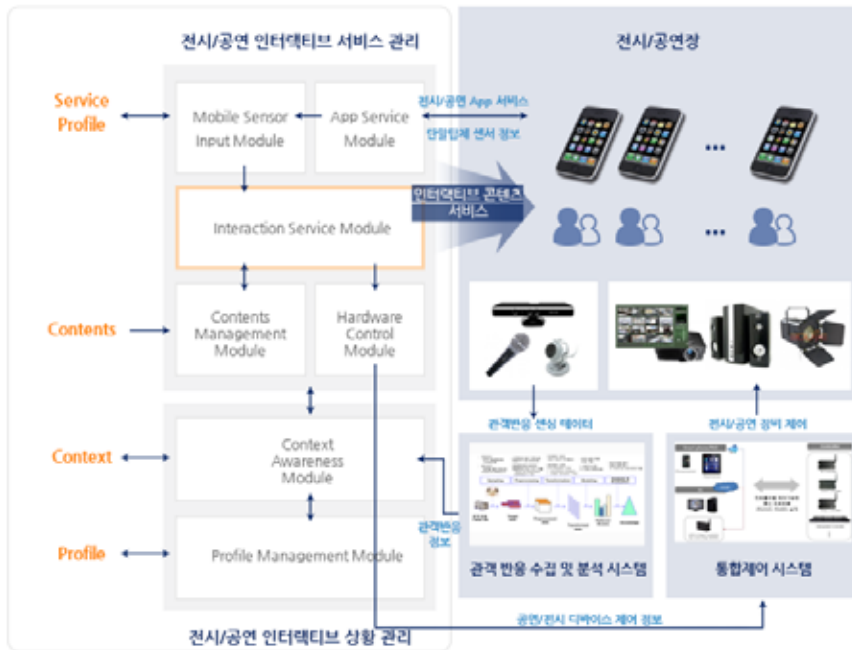 전시/공연 인터랙티브 서비스 관리
전시/공연장
Service
Profile
Mobile Sensor
Input Module
App Service
Module
전시/공연 App 서비스
단말탑재 센서 정보
...
...
인터랙티브 콘텐츠
서비스
Interaction Service Module
Contents
Contents
Management
Module
Hardware
Control
Module
관객반응 센싱 데이터
전시/공연 장비 제어
Context
Context
Awareness
Module
관객반응
정보
Profile
Profile Management Module
관객 반응 수집 및 분석 시스템
통합제어 시스템
공연/전시 디바이스 제어 정보
전시/공연 인터랙티브 상황 관리